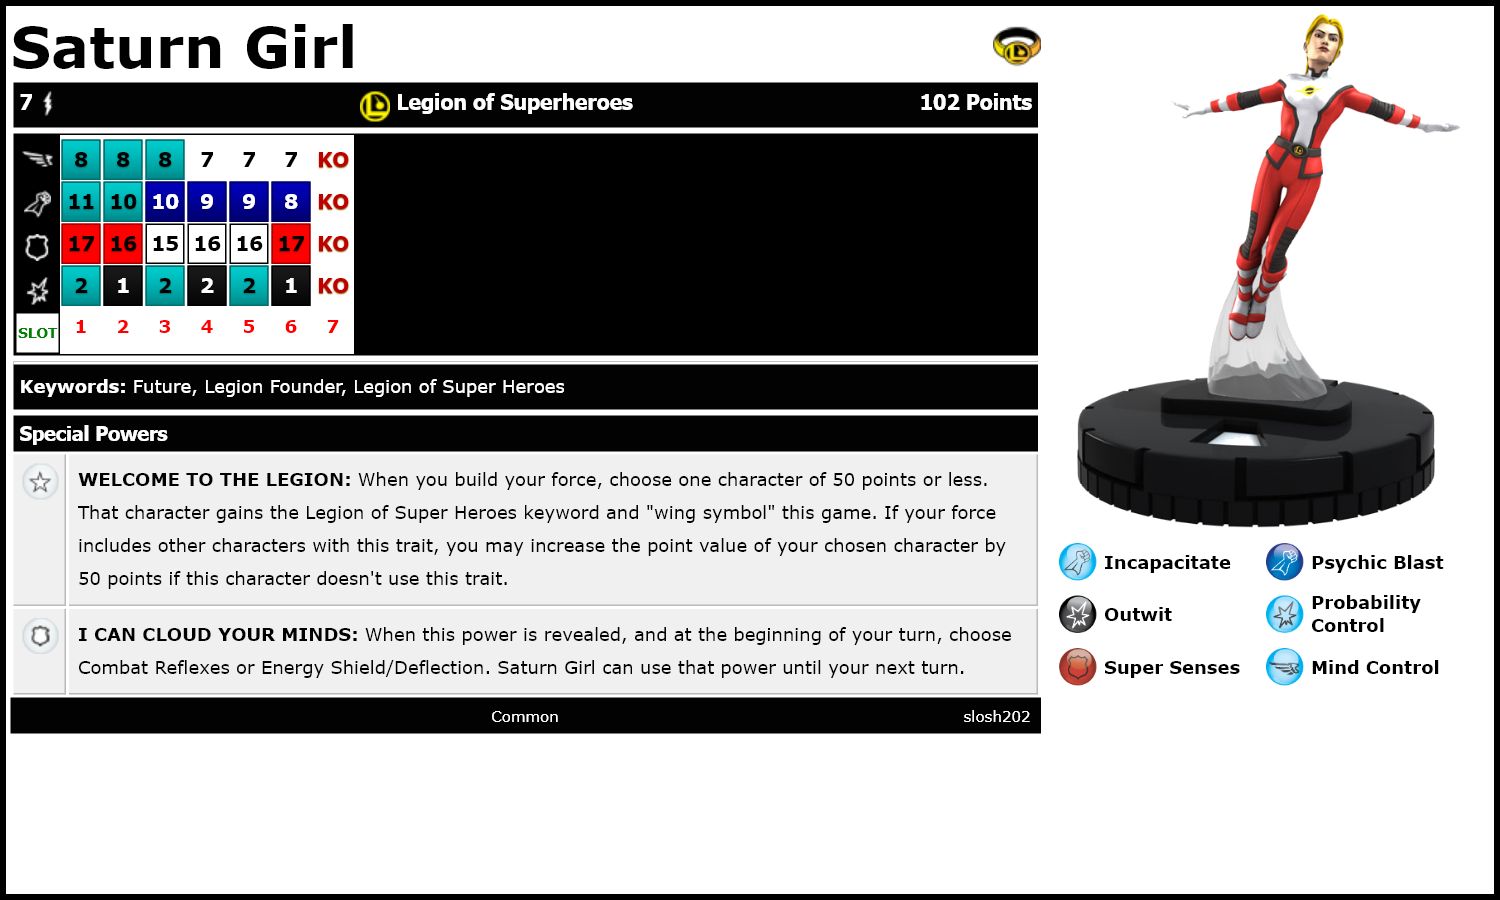 Saturn Girl
7 Legion of Superheroes 102 Points
8 8 8 7 7 7 KO
11 10 10 9 9 8 KO
17 16 15 16 16 17 KO
2 1 2 2 2 1 KO
SLOT 1 2 3 4 5 6 7
Keywords: Future, Legion Founder, Legion of Super Heroes
Special Powers
WELCOME TO THE LEGION: When you build your force, choose one character of 50 points or less.
That character gains the Legion of Super Heroes keyword and "wing symbol" this game. If your force
includes other characters with this trait, you may increase the point value of your chosen character by
50 points if this character doesn't use this trait.
I CAN CLOUD YOUR MINDS: When this power is revealed, and at the beginning of your turn, choose
Combat Reflexes or Energy Shield/Deflection. Saturn Girl can use that power until your next turn.
Common slosh202
Incapacitate Psychic Blast
Outwit Probability
Control
Super Senses Mind Control